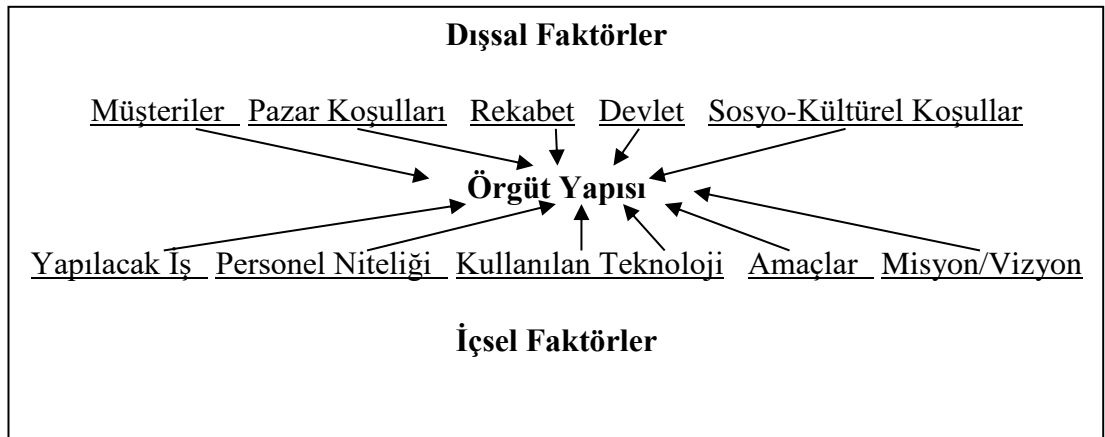 Dışsal Faktörler
Müşteriler Pazar Koşulları Rekabet Devlet Sosyo-Kültürel Koşullar
Örgüt Yapısı
Yapılacak İş Personel Niteliği Kullanılan Teknoloji Amaçlar Misyon/Vizyon
İçsel Faktörler